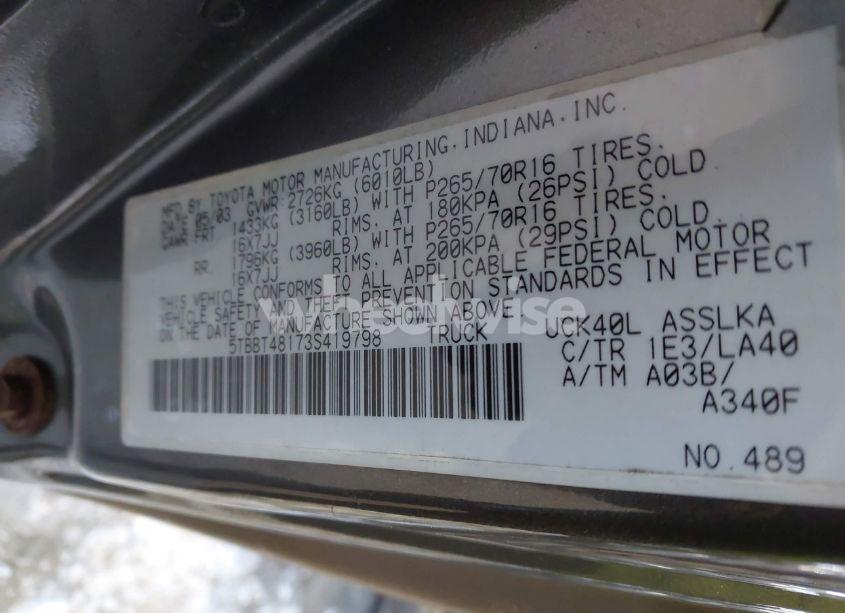 MFD. BY TOYOTA MOTOR MANUFACTURING, INDIANA, INC.
DATE: 05/03 GVWR: 2726KG (6010LB)
GAWR FRT 1433KG (3160LB) WITH P265/70R16 TIRES.
16X7JJ RIMS. AT 180KPA (26PSI) COLD.
RR. 1796KG (3960LB) WITH P265/70R16 TIRES.
16X7JJ RIMS. AT 200KPA (29PSI) COLD.
THIS VEHICLE CONFORMS TO ALL APPLICABLE FEDERAL MOTOR
VEHICLE SAFETY AND THEFT PREVENTION STANDARDS IN EFFECT
ON THE DATE OF MANUFACTURE SHOWN ABOVE.
5TBBT48173S419798 TRUCK
UCK40L ASSLKA
C/TR 1E3/LA40
A/TM A03B/
A340F
NO.489
wheelwise